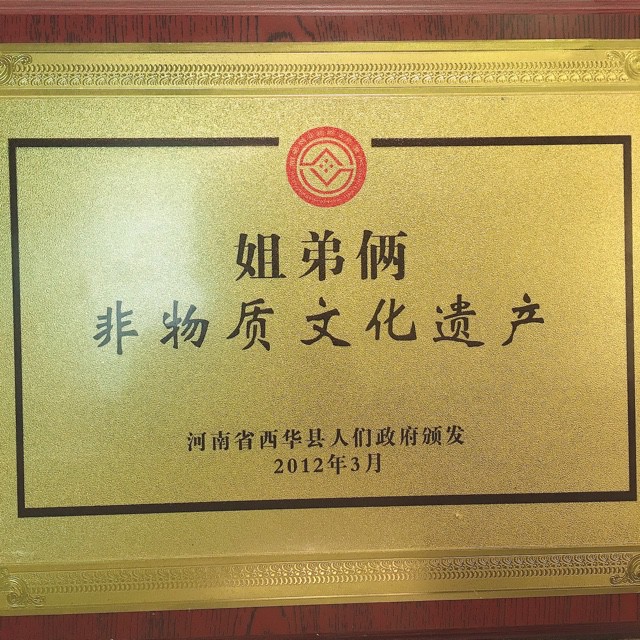 姐弟俩
非物质文化遗产
河南省西华县人们政府颁发
2012年3月